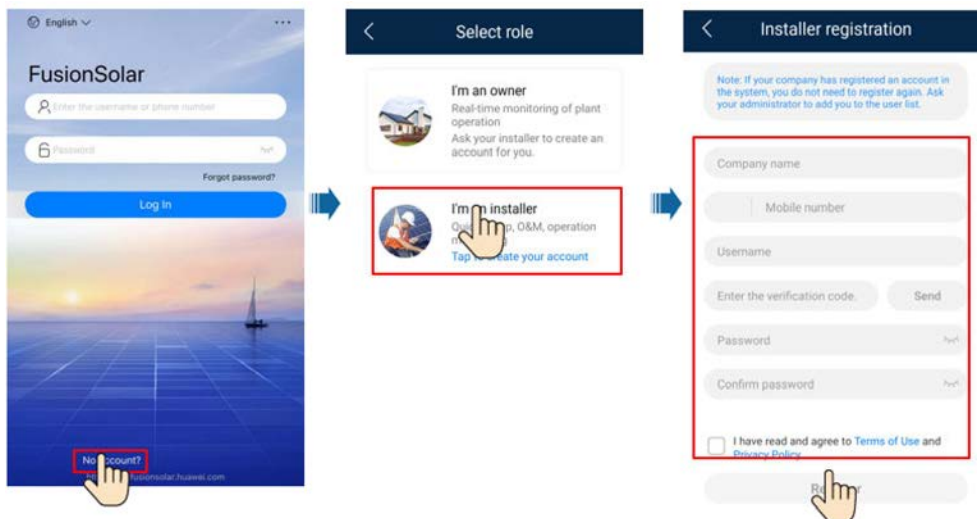 English
...
FusionSolar
Enter the username or phone number
Password
Forgot password?
Log In
No account?
fusionsolar.huawei.com
Select role
I'm an owner
Real-time monitoring of plant
operation
Ask your installer to create an
account for you.
I'm an installer
O&M, operation
Tap to create your account
Installer registration
Note: If your company has registered an account in
the system, you do not need to register again. Ask
your administrator to add you to the user list.
Company name
Mobile number
Username
Enter the verification code.
Send
Password
Confirm password
I have read and agree to Terms of Use and
Privacy Policy
Register